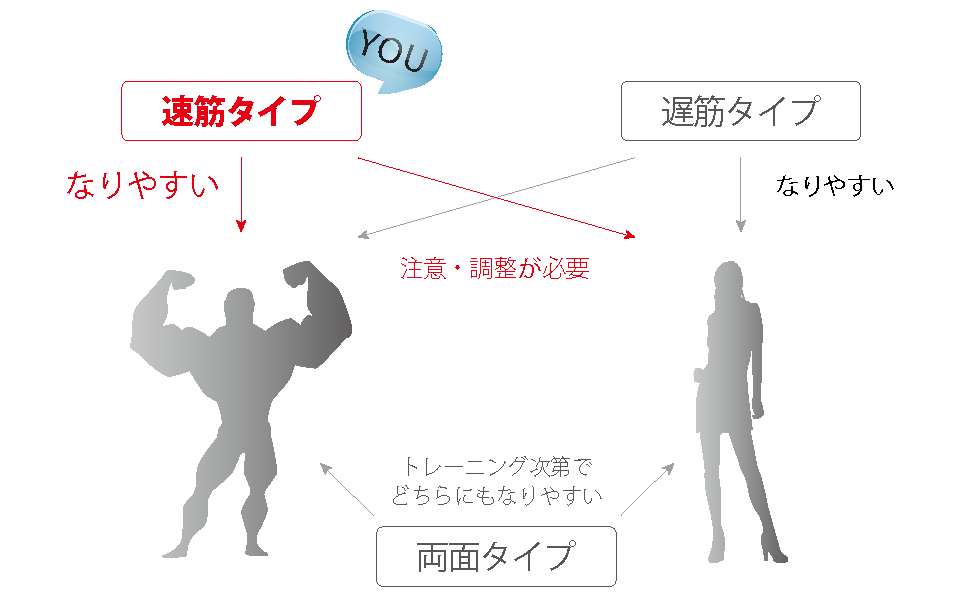 YOU
速筋タイプ
遅筋タイプ
なりやすい
なりやすい
注意・調整が必要
トレーニング次第で
どちらにもなりやすい
両面タイプ